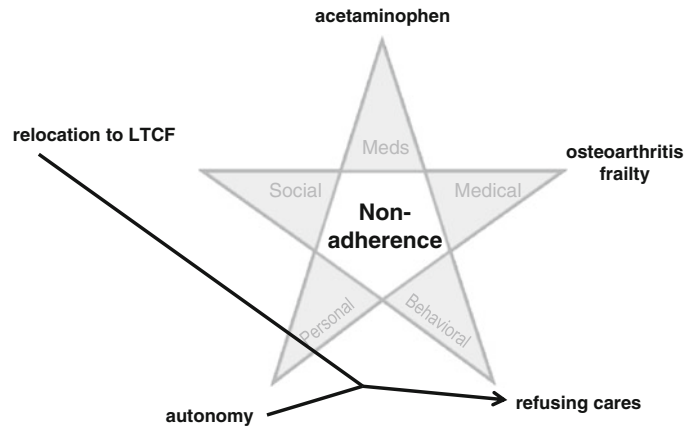 acetaminophen
relocation to LTCF
Meds
osteoarthritis
frailty
Social
Medical
Non-
adherence
Personal
Behavioral
autonomy
refusing cares